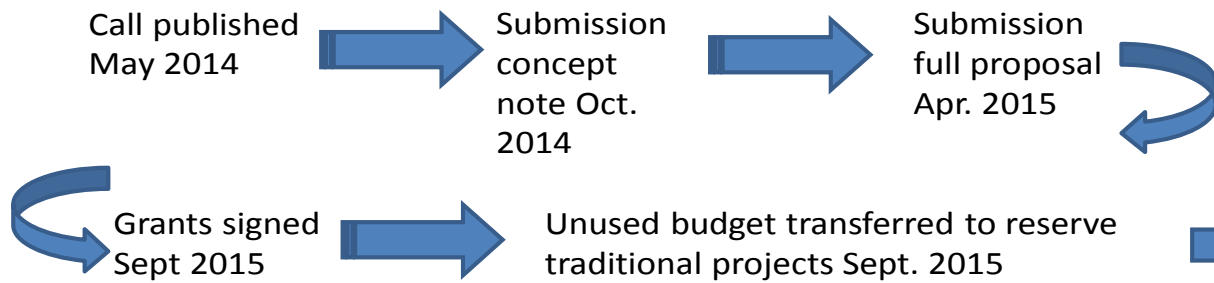 Call published
May 2014
Submission
concept
note Oct.
2014
Submission
full proposal
Apr. 2015
Grants signed
Sept 2015
Unused budget transferred to reserve
traditional projects Sept. 2015